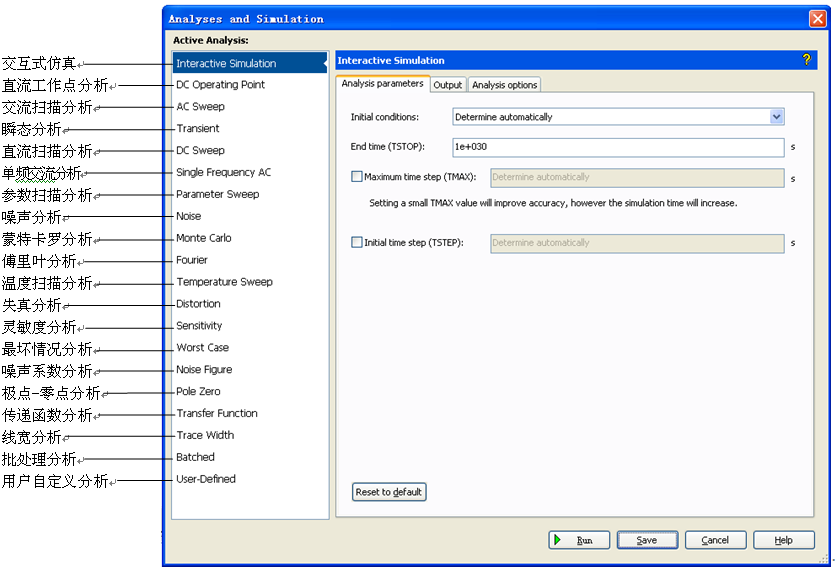 Analyses and Simulation
Active Analysis:
交互式仿真
直流工作点分析
交流扫描分析
瞬态分析
直流扫描分析
单频交流分析
参数扫描分析
噪声分析
蒙特卡罗分析
傅里叶分析
温度扫描分析
失真分析
灵敏度分析
最坏情况分析
噪声系数分析
极点-零点分析
传递函数分析
线宽分析
批处理分析
用户自定义分析
Interactive Simulation
DC Operating Point
AC Sweep
Transient
DC Sweep
Single Frequency AC
Parameter Sweep
Noise
Monte Carlo
Fourier
Temperature Sweep
Distortion
Sensitivity
Worst Case
Noise Figure
Pole Zero
Transfer Function
Trace Width
Batched
User-Defined
Interactive Simulation ?
Analysis parameters Output Analysis options
Initial conditions: Determine automatically
End time (TSTOP): 1e+030 s
Maximum time step (TMAX): Determine automatically s
Setting a small TMAX value will improve accuracy, however the simulation time will increase.
Initial time step (TSTEP): Determine automatically s
Reset to default
Run Save Cancel Help